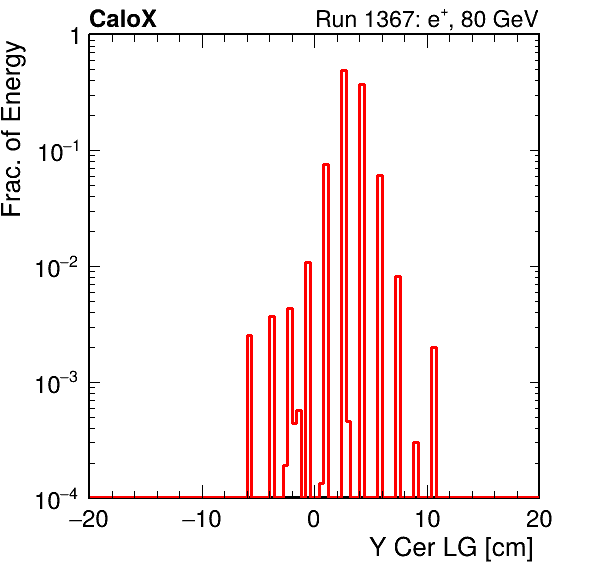 CaloX Run 1367: e⁺, 80 GeV
Frac. of Energy
1
10⁻¹
10⁻²
10⁻³
10⁻⁴
−20 −10 0 10 20
Y Cer LG [cm]